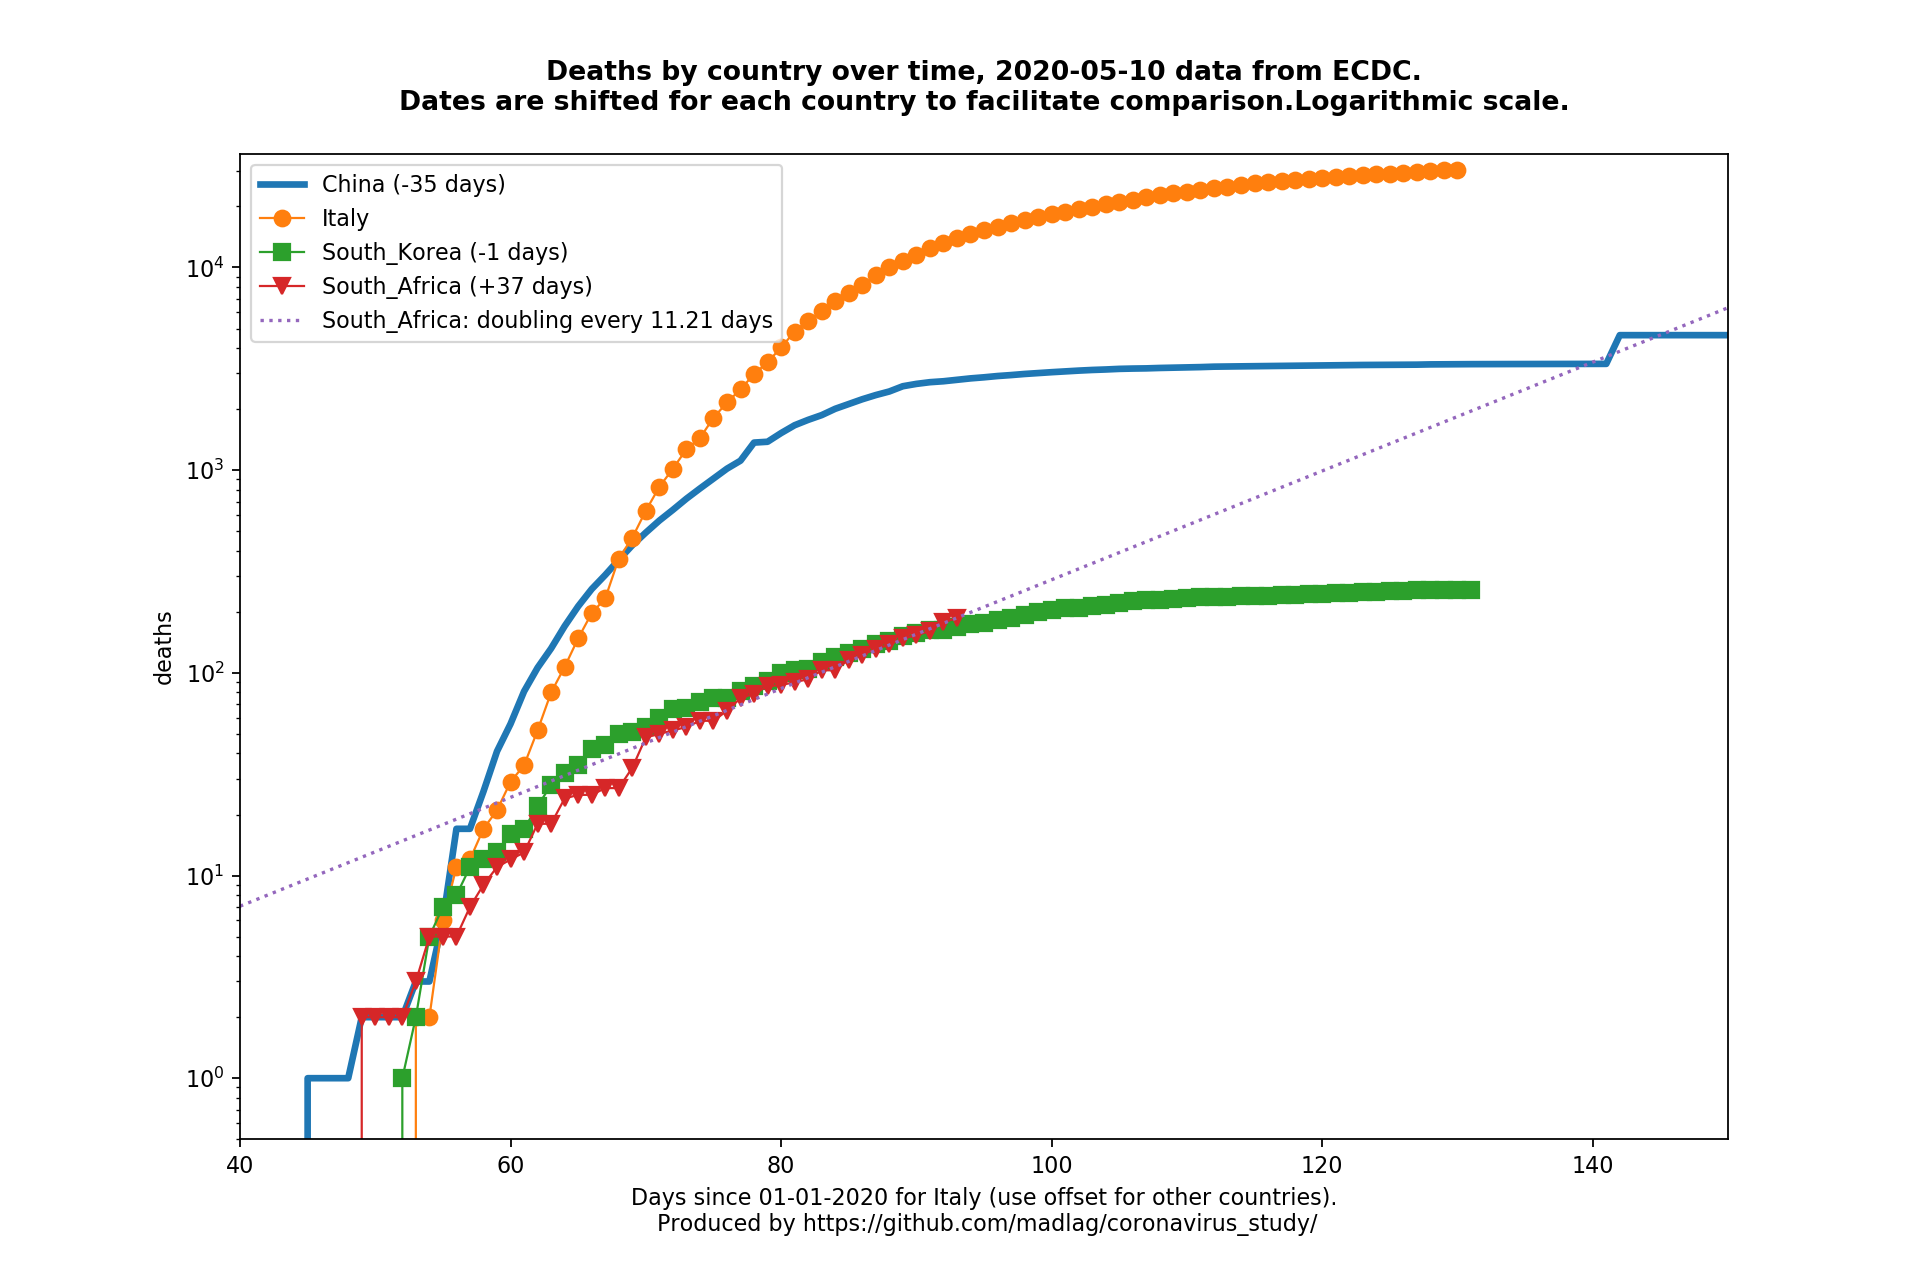 Deaths by country over time, 2020-05-10 data from ECDC.
Dates are shifted for each country to facilitate comparison.Logarithmic scale.
China (-35 days)
Italy
South_Korea (-1 days)
South_Africa (+37 days)
South_Africa: doubling every 11.21 days
deaths
10⁴
10³
10²
10¹
10⁰
40 60 80 100 120 140
Days since 01-01-2020 for Italy (use offset for other countries).
Produced by https://github.com/madlag/coronavirus_study/